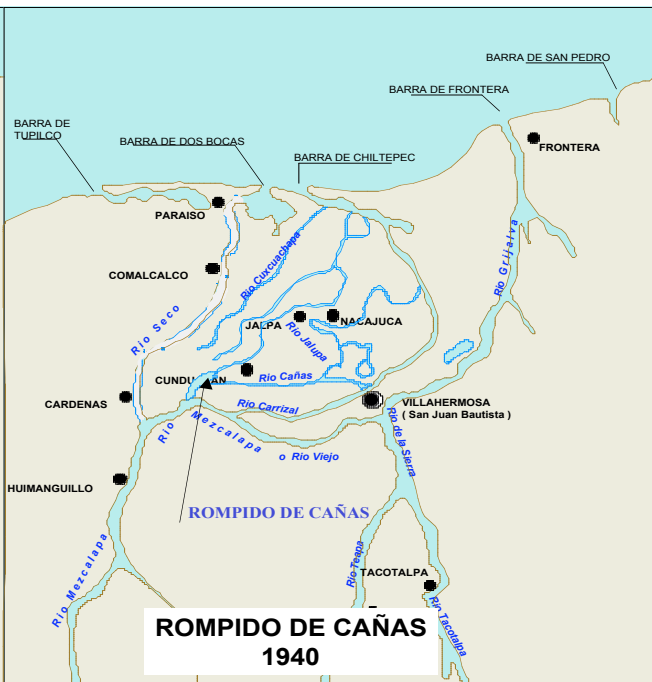 BARRA DE SAN PEDRO
BARRA DE FRONTERA
BARRA DE
TUPILCO
BARRA DE DOS BOCAS
FRONTERA
BARRA DE CHILTEPEC
PARAISO
Rio Cuxcuachapa
Rio Grijalva
COMALCALCO
Rio Seco
JALPA
NACAJUCA
Rio Jalupa
Rio Cañas
CARDENAS
Rio Carrizal
VILLAHERMOSA
( San Juan Bautista )
Rio Mezcalapa
o Rio Viejo
Rio de la Sierra
HUIMANGUILLO
ROMPIDO DE CAÑAS
Rio Mezcalapa
Rio Teapa
TACOTALPA
Rio Tacotalpa
ROMPIDO DE CAÑAS
1940